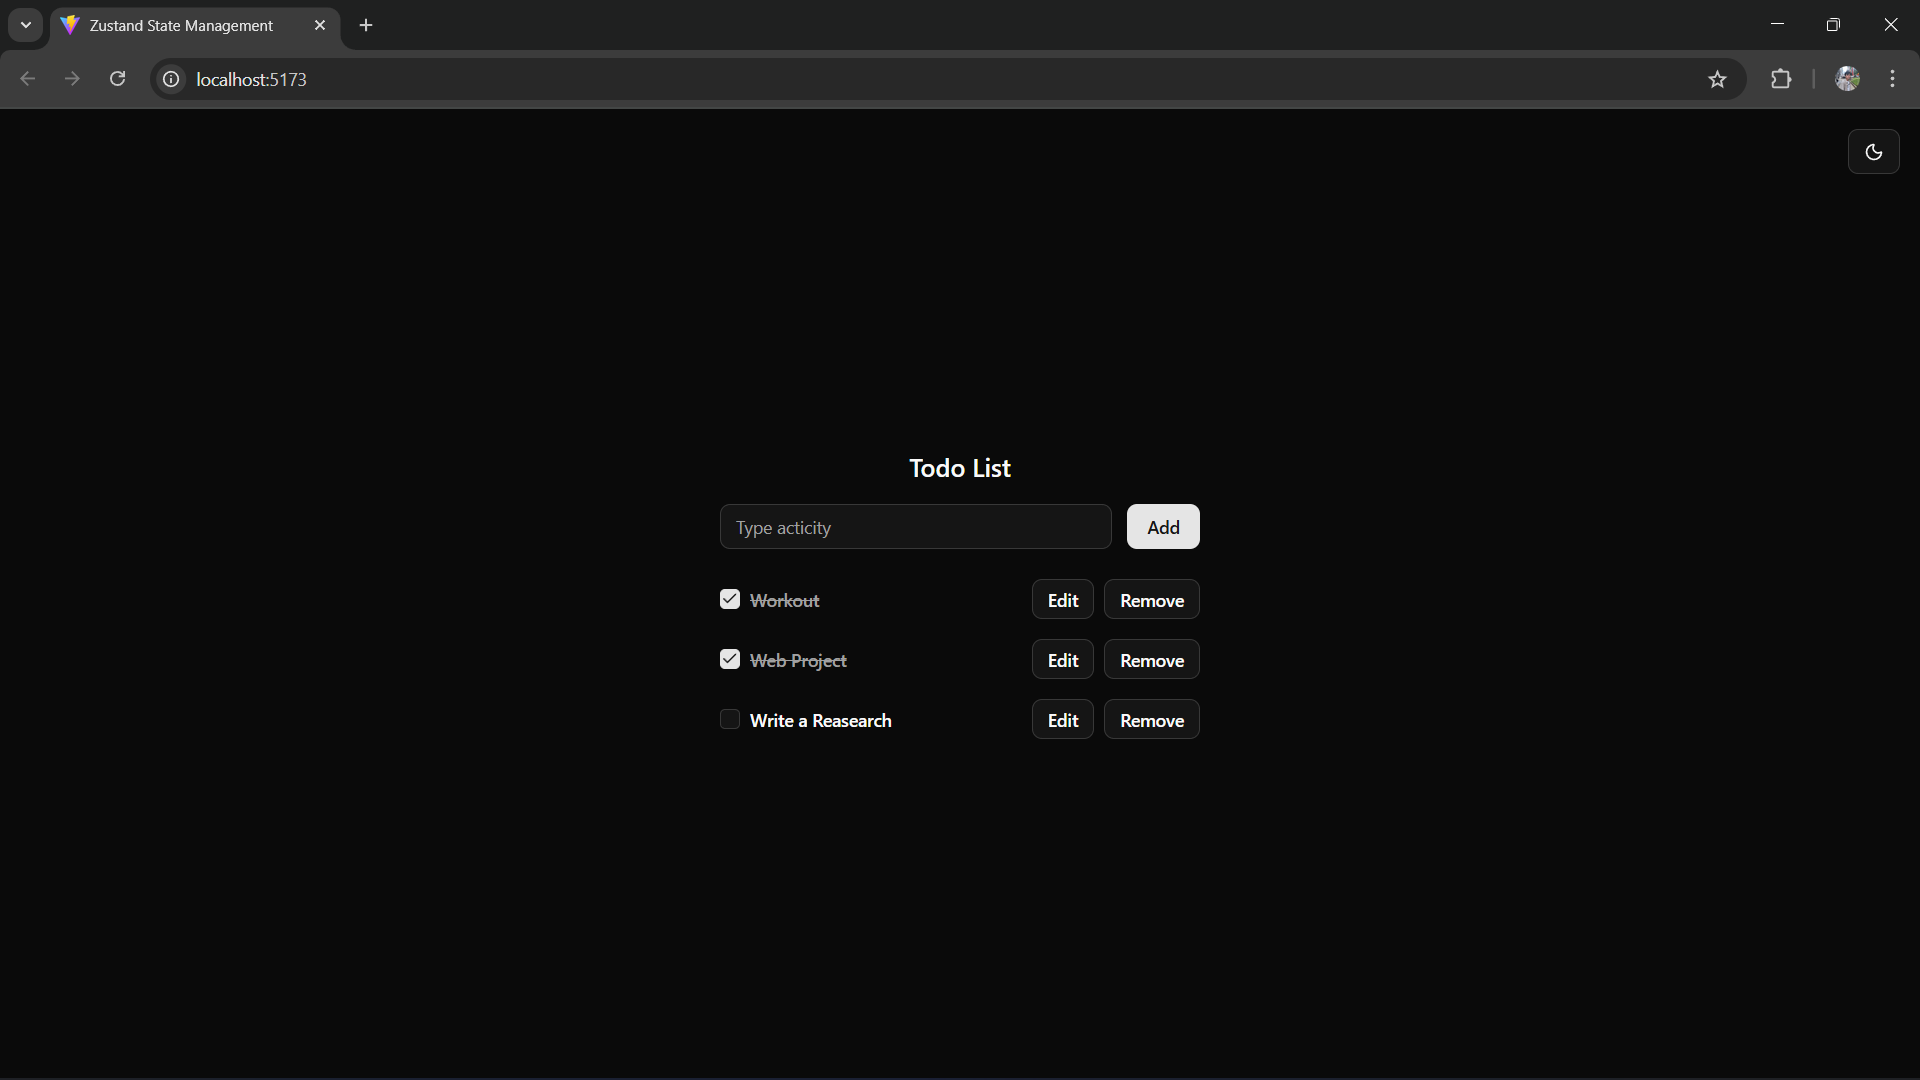 Zustand State Management
localhost:5173
Todo List
Type acticity Add
Workout Edit Remove
Web Project Edit Remove
Write a Reasearch Edit Remove